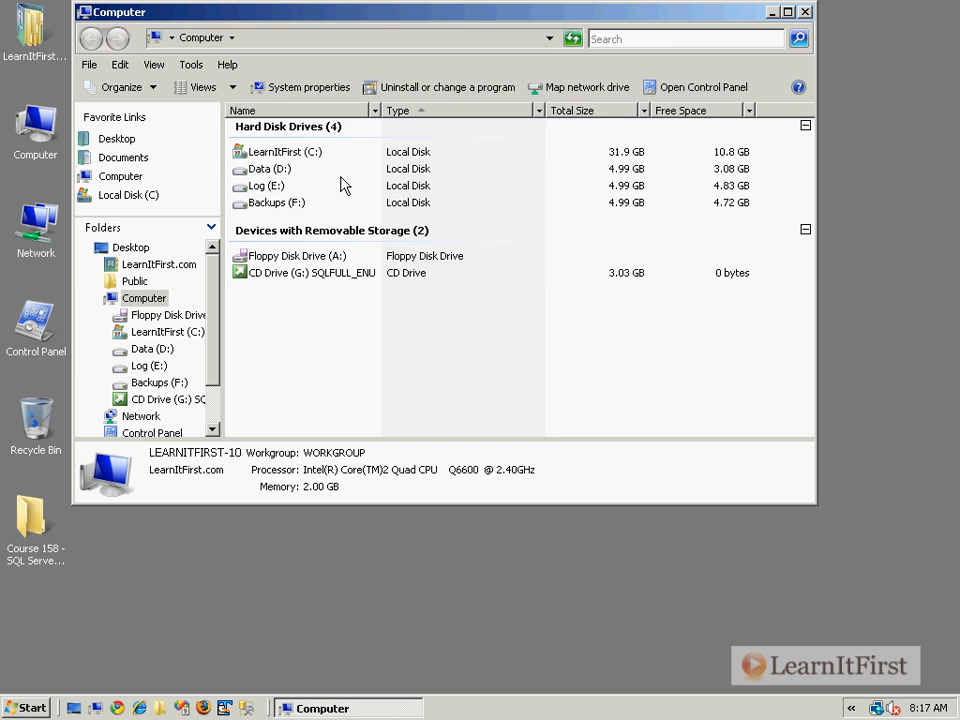 LearnItFirst...
Computer
Network
Control Panel
Recycle Bin
Course 158 -
SQL Serve...
Computer
Computer
Search
File Edit View Tools Help
Organize Views System properties Uninstall or change a program Map network drive Open Control Panel
Favorite Links
Desktop
Documents
Computer
Local Disk (C)
Folders
Desktop
LearnItFirst.com
Public
Computer
Floppy Disk Drive
LearnItFirst (C:)
Data (D:)
Log (E:)
Backups (F:)
CD Drive (G:) SQ
Network
Control Panel
Name Type Total Size Free Space
Hard Disk Drives (4)
LearnItFirst (C:) Local Disk 31.9 GB 10.8 GB
Data (D:) Local Disk 4.99 GB 3.08 GB
Log (E:) Local Disk 4.99 GB 4.83 GB
Backups (F:) Local Disk 4.99 GB 4.72 GB
Devices with Removable Storage (2)
Floppy Disk Drive (A:) Floppy Disk Drive
CD Drive (G:) SQLFULL_ENU CD Drive 3.03 GB 0 bytes
LEARNITFIRST-10 Workgroup: WORKGROUP
LearnItFirst.com Processor: Intel(R) Core(TM)2 Quad CPU Q6600 @ 2.40GHz
Memory: 2.00 GB
LearnItFirst
Start Computer « 8:17 AM